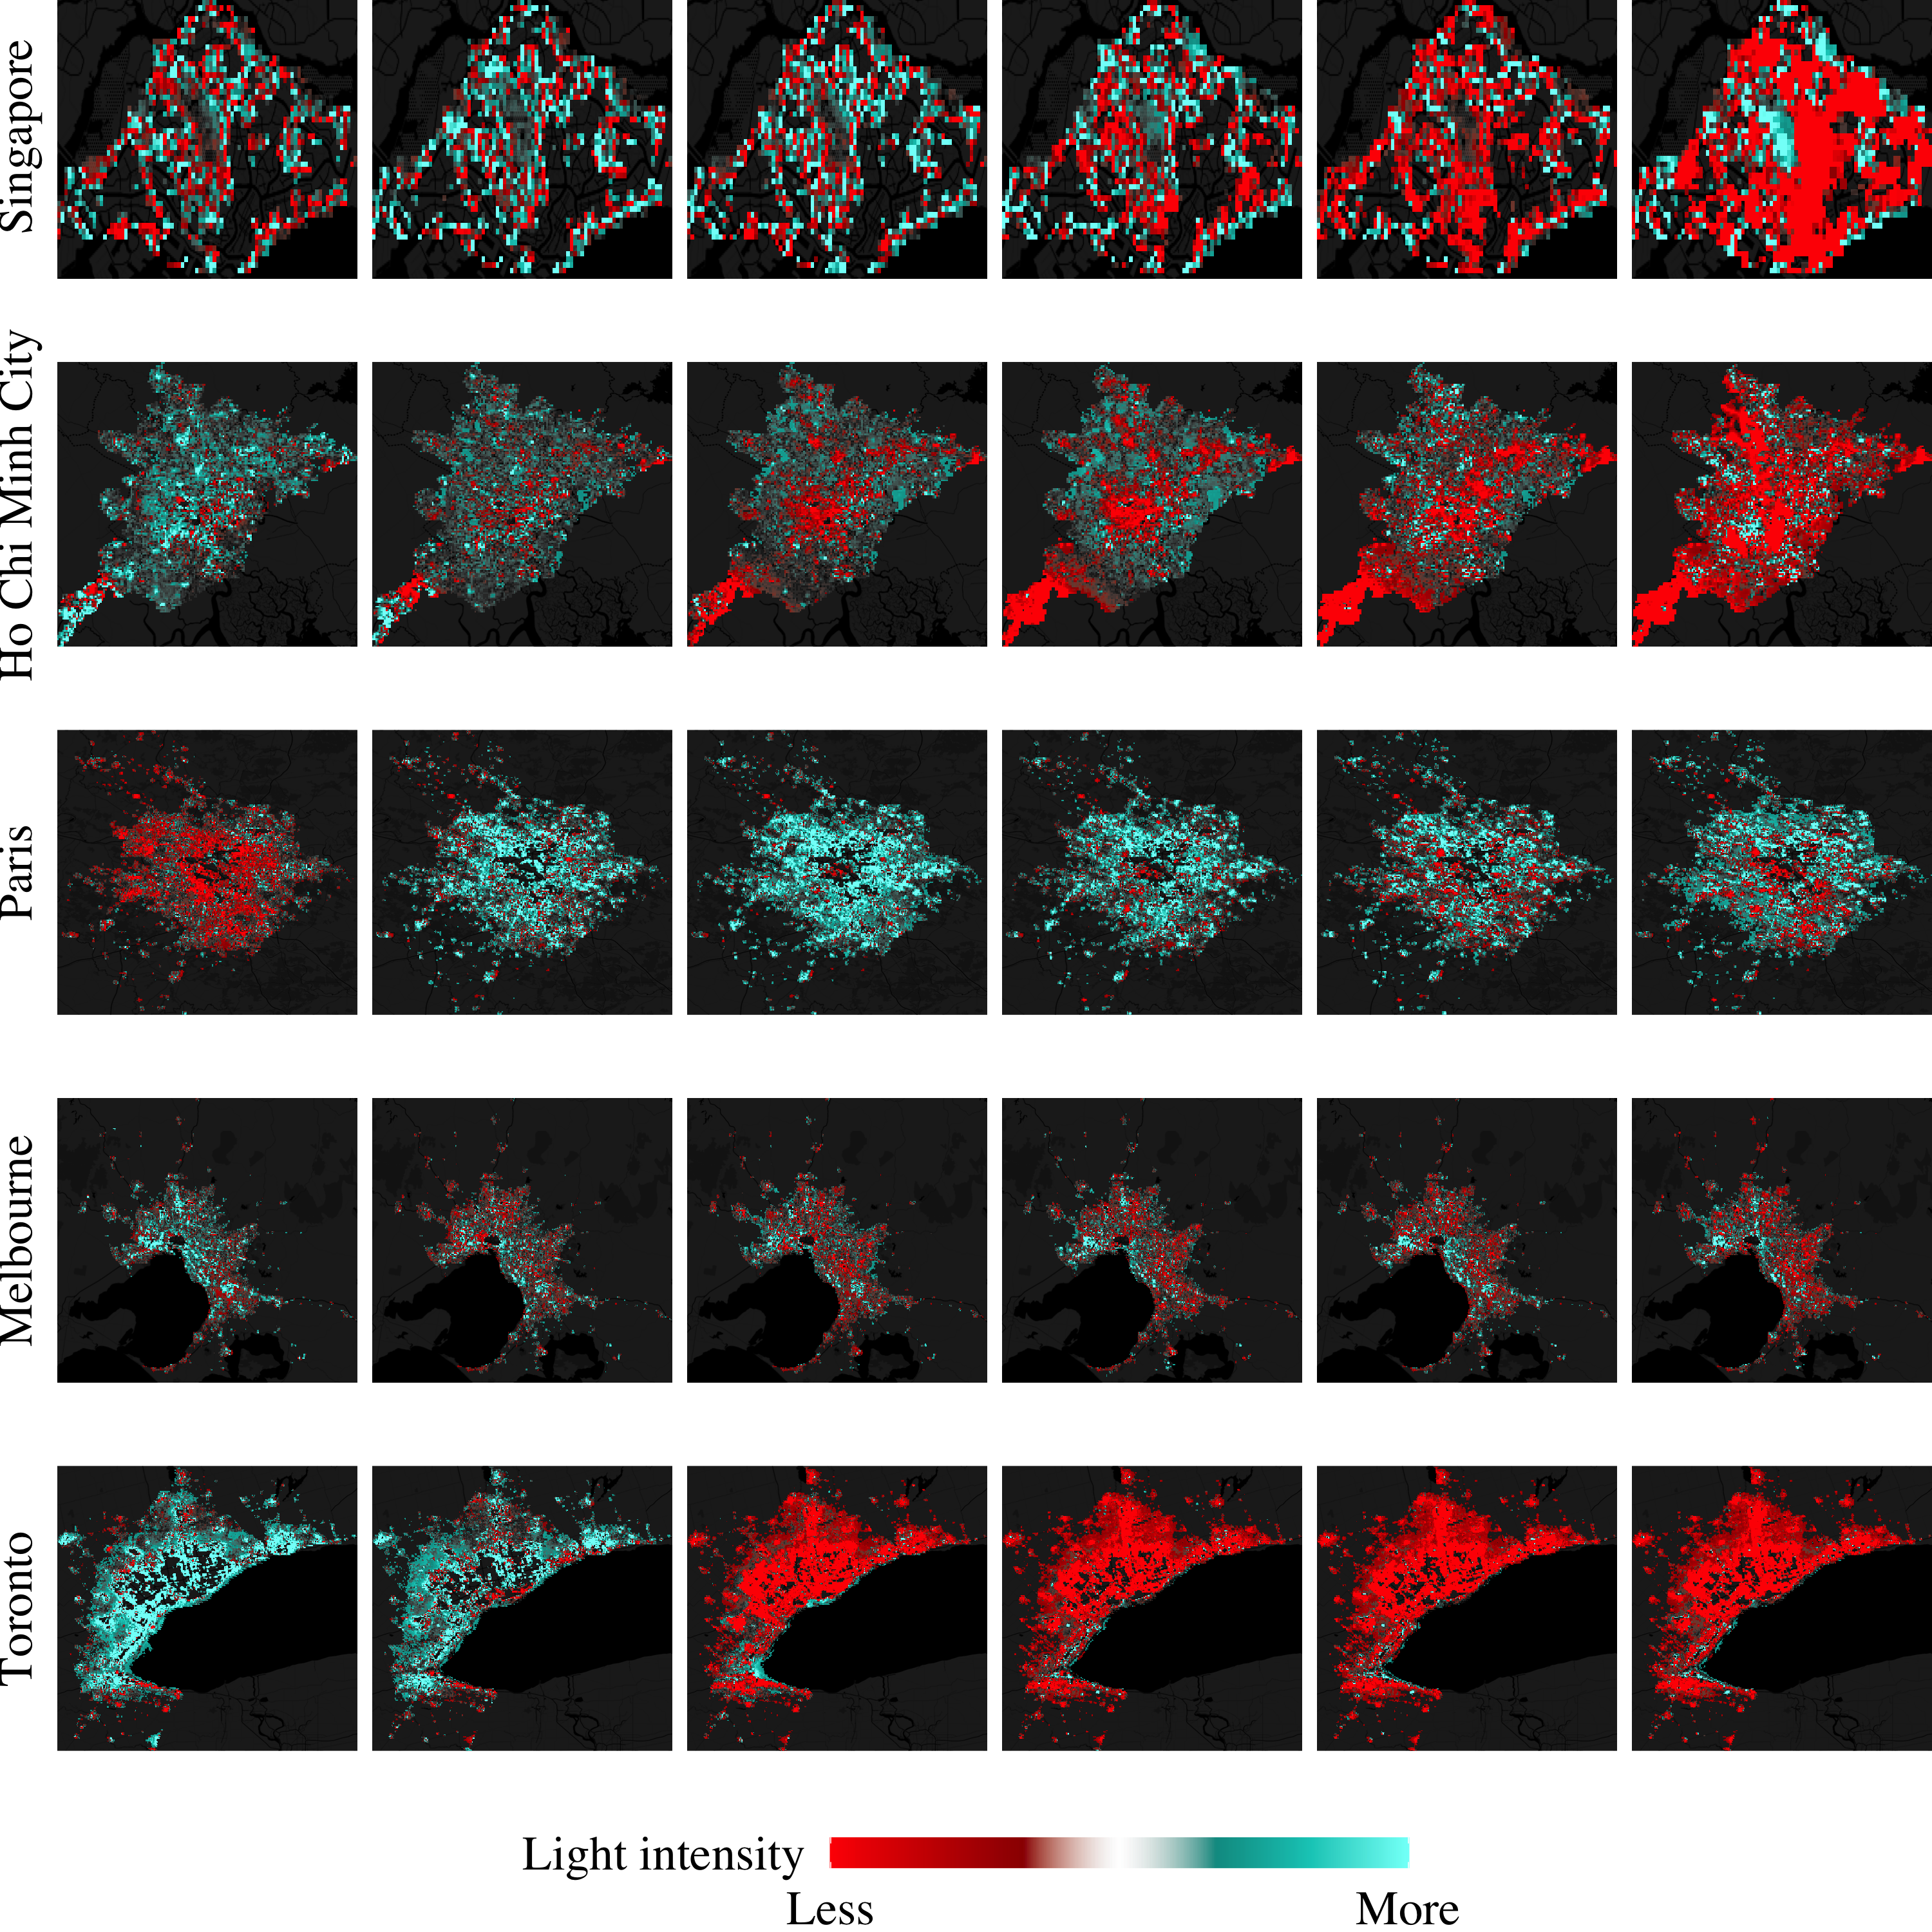 Singapore
Ho Chi Minh City
Paris
Melbourne
Toronto
Light intensity
Less
More